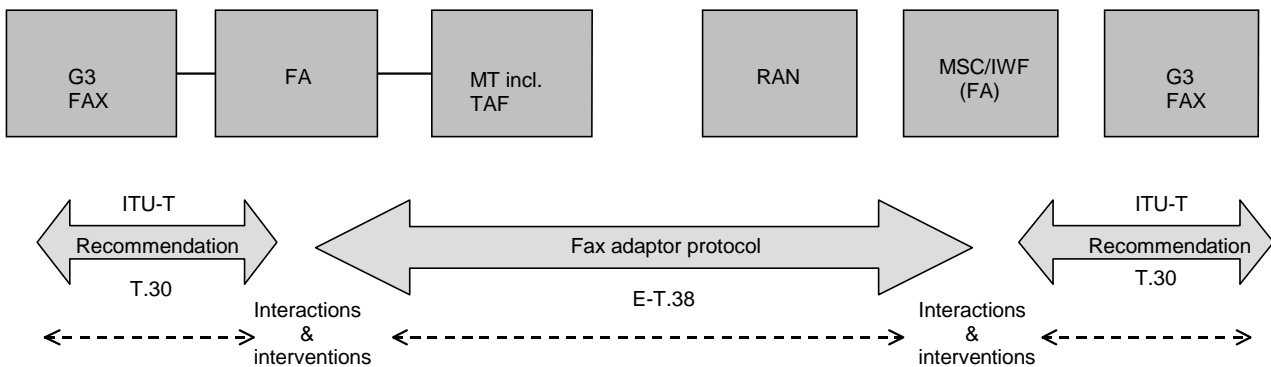 G3
FAX
FA
MT incl.
TAF
RAN
MSC/IWF
(FA)
G3
FAX
ITU-T
Recommendation
T.30
Fax adaptor protocol
E-T.38
ITU-T
Recommendation
T.30
Interactions
&
interventions
Interactions
&
interventions